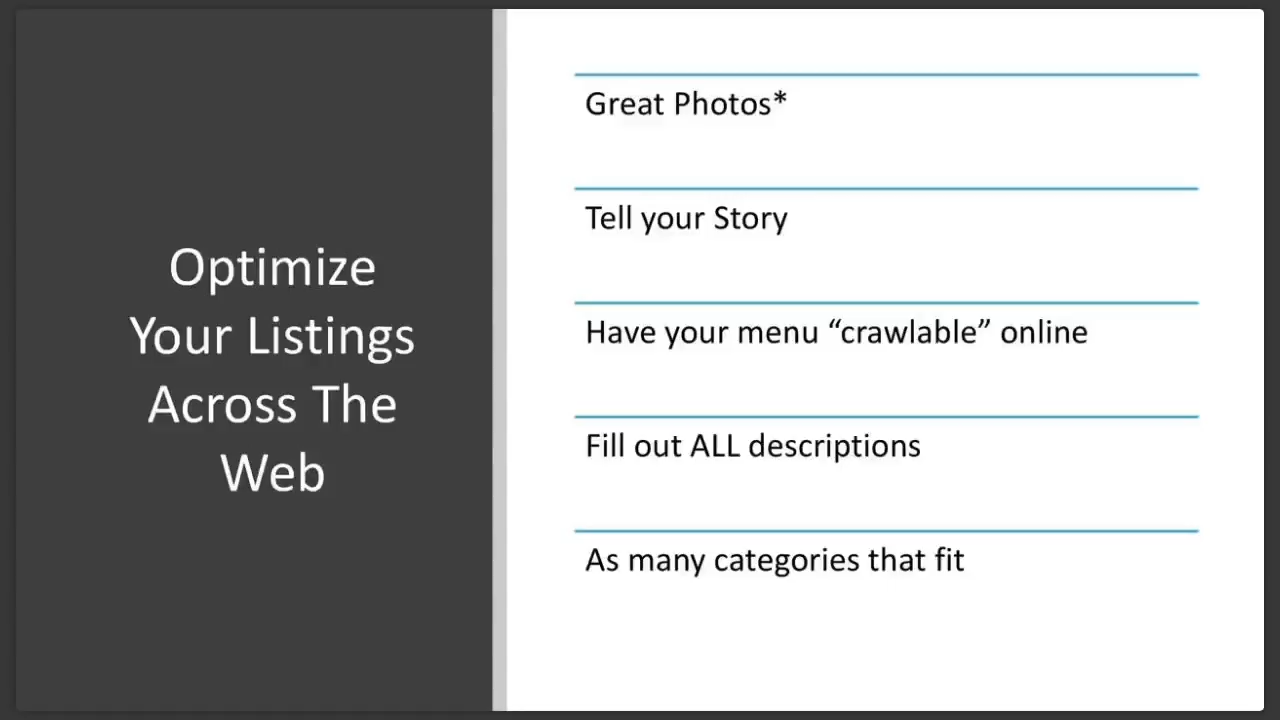 Optimize
Your Listings
Across The
Web
Great Photos*
Tell your Story
Have your menu “crawlable” online
Fill out ALL descriptions
As many categories that fit